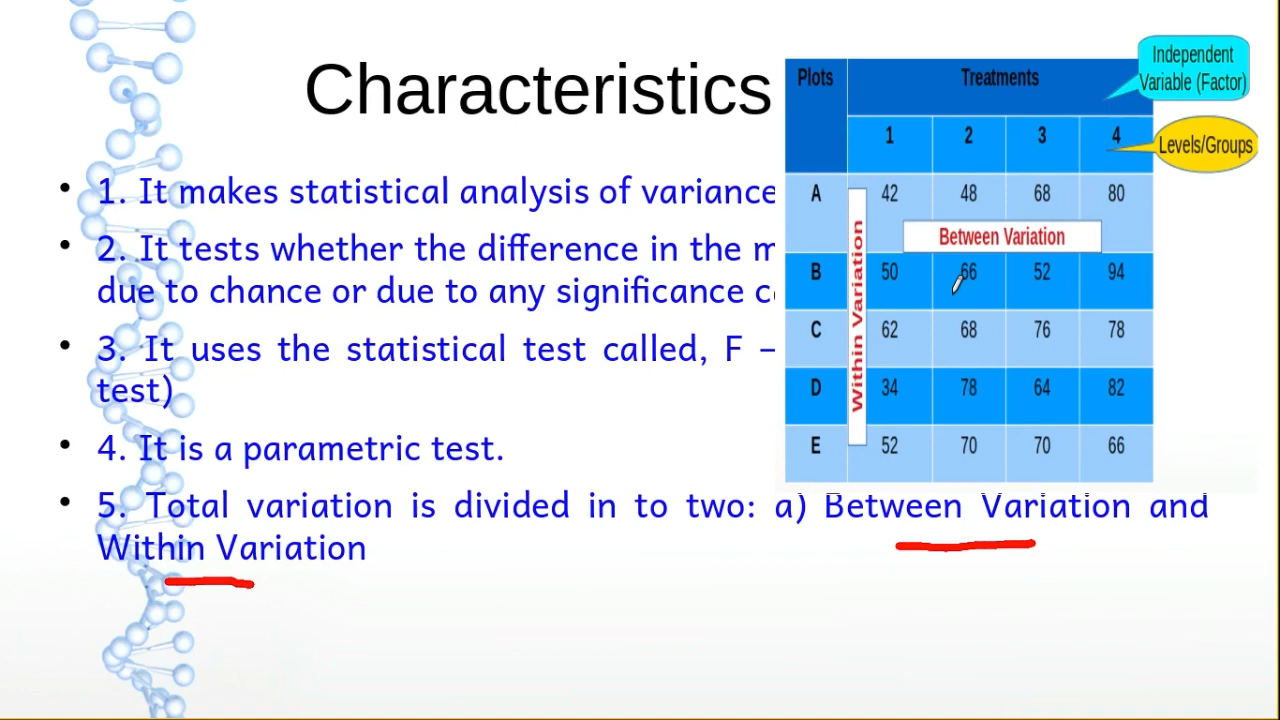 Characteristics
• 1. It makes statistical analysis of variance
• 2. It tests whether the difference in the
due to chance or due to any significance
• 3. It uses the statistical test called, F –
test)
• 4. It is a parametric test.
• 5. Total variation is divided in to two: a) Between Variation and
Within Variation
Plots Treatments
1 2 3 4
A 42 48 68 80
B 50 66 52 94
C 62 68 76 78
D 34 78 64 82
E 52 70 70 66
Between Variation
Within Variation
Independent
Variable (Factor)
Levels/Groups